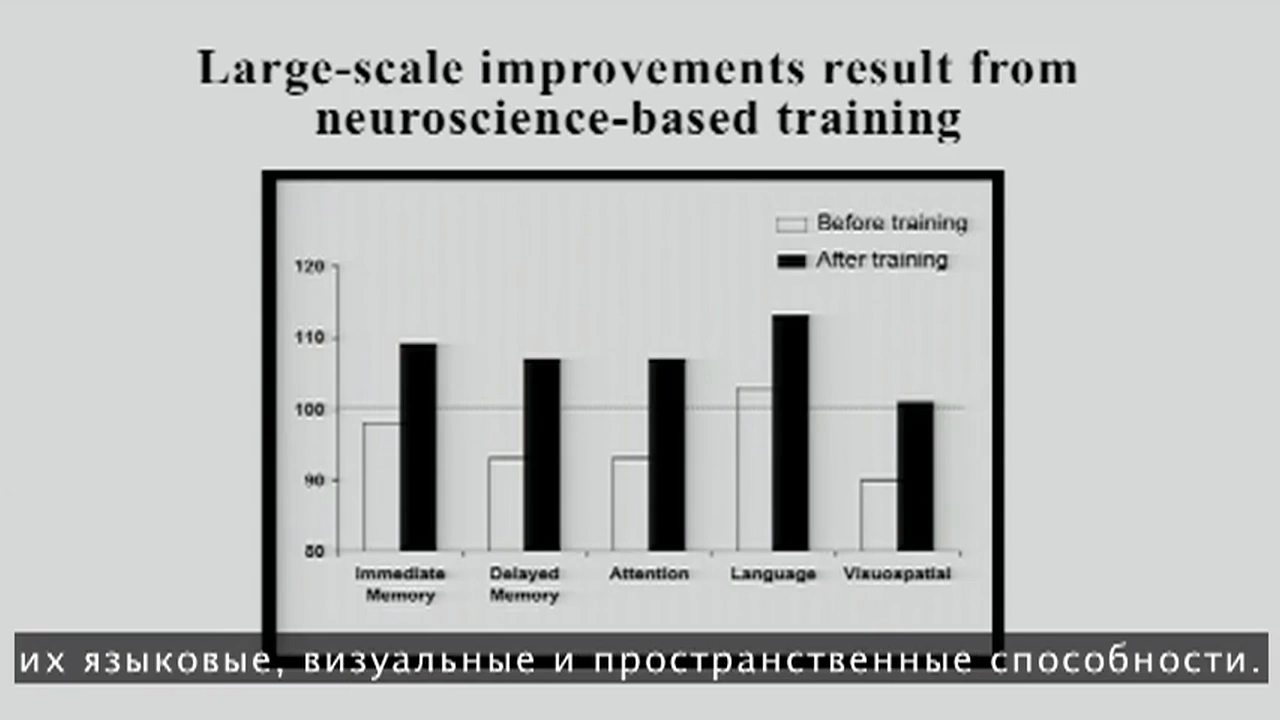 Large-scale improvements result from
neuroscience-based training
Before training
After training
120
110
100
90
80
Immediate
Memory
Delayed
Memory
Attention
Language
Visuospatial
их языковые, визуальные и пространственные способности.